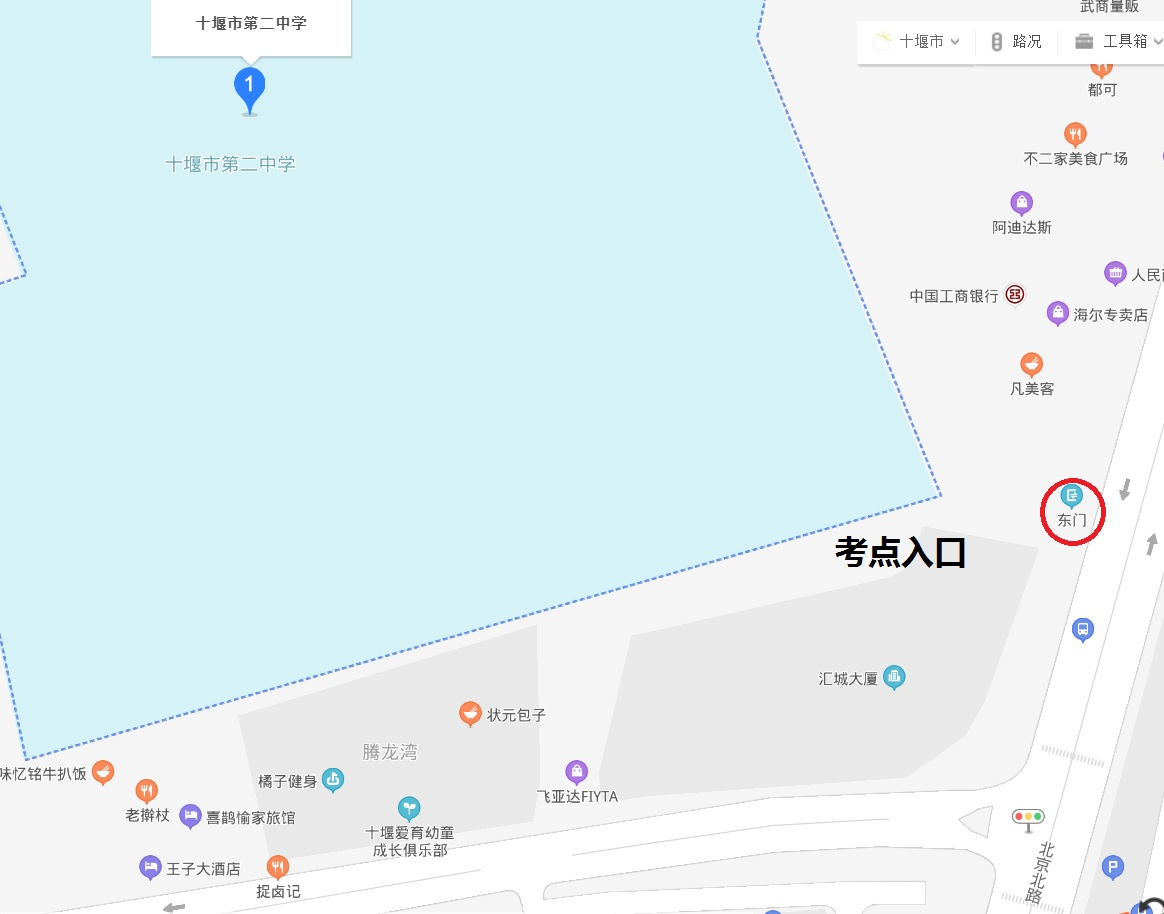 武商量贩
十堰市第二中学
十堰市
路况
工具箱
1
都可
不二家美食广场
十堰市第二中学
阿迪达斯
人民商
中国工商银行
海尔专卖店
凡美客
东门
考点入口
汇城大厦
状元包子
腾龙湾
味忆铭牛扒饭
橘子健身
飞亚达FIYTA
老擀杖
喜鹊愉家旅馆
十堰爱育幼童
成长俱乐部
王子大酒店
捉卤记
北京北路
P